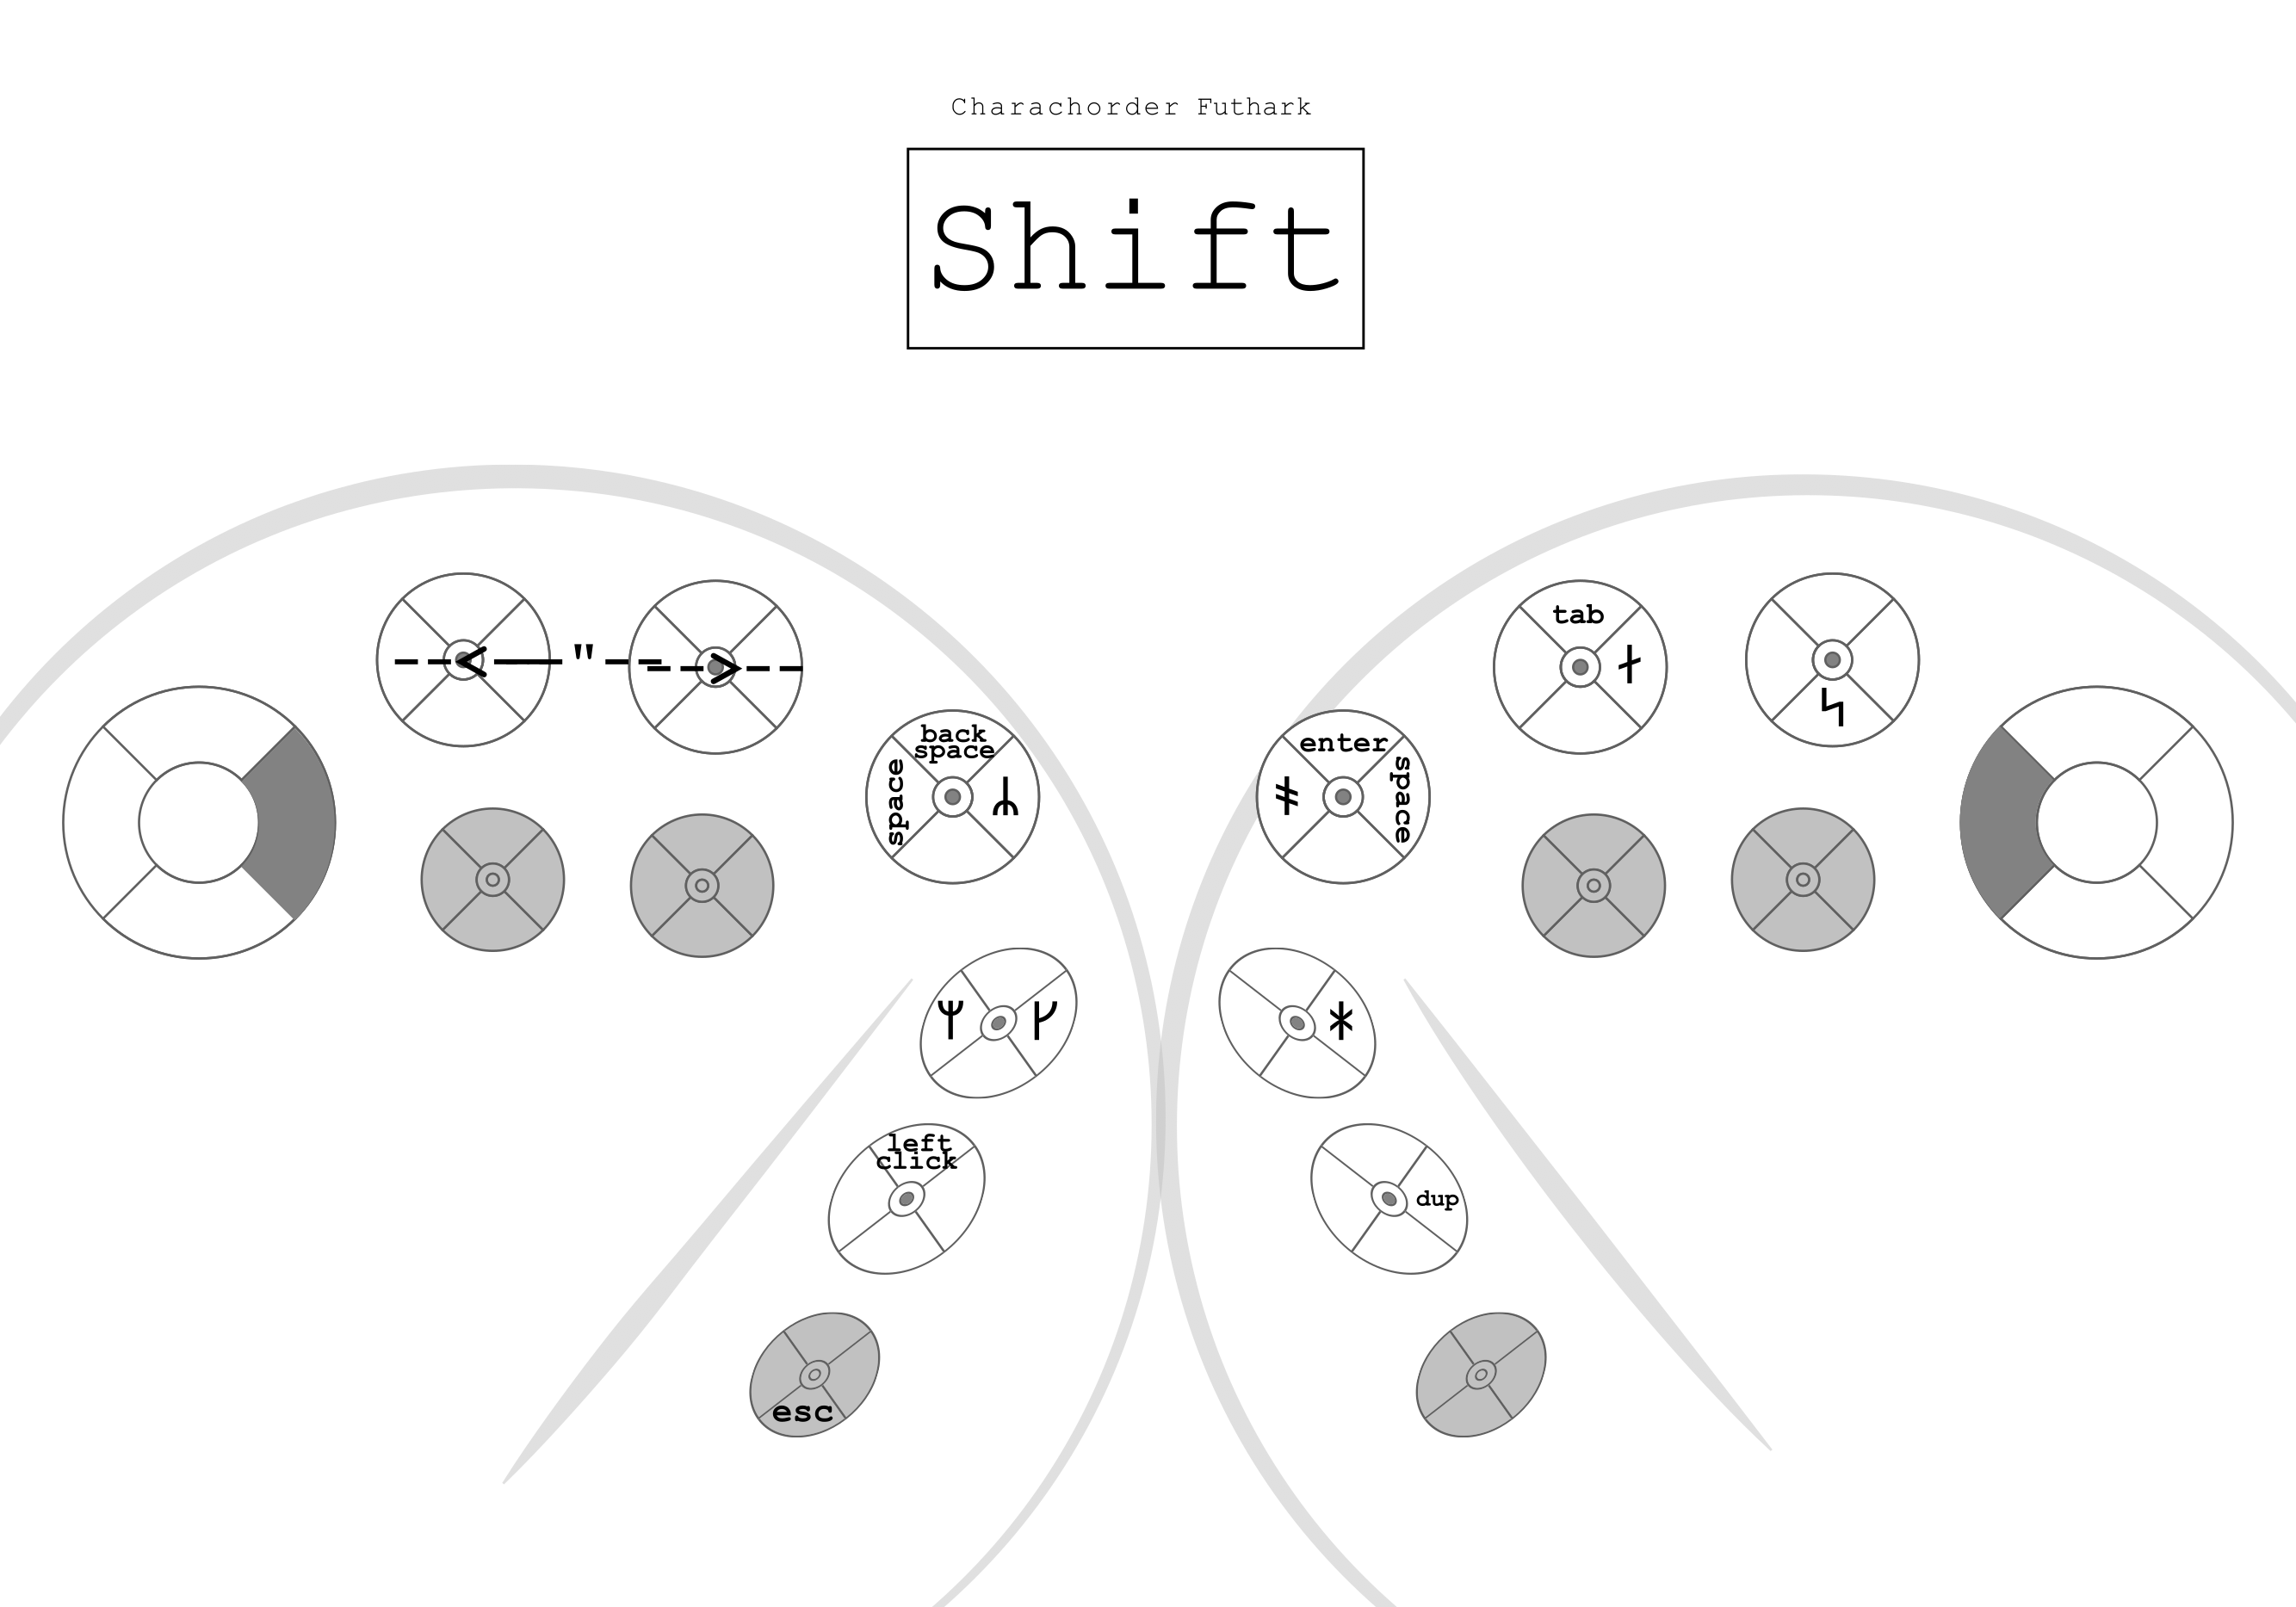 Charachorder Futhark
Shift
"
tab
ᛅ
ᛋ
back
space
space
ᛦ
enter
ᚯ
space
ᛘ
ᚴ
ᚼ
left
click
dup
esc